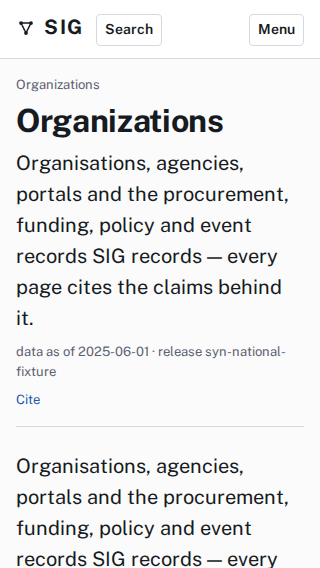 SIG
Search
Menu
Organizations
Organizations
Organisations, agencies,
portals and the procurement,
funding, policy and event
records SIG records — every
page cites the claims behind
it.
data as of 2025-06-01 · release syn-national-
fixture
Cite
Organisations, agencies,
portals and the procurement,
funding, policy and event
records SIG records — every